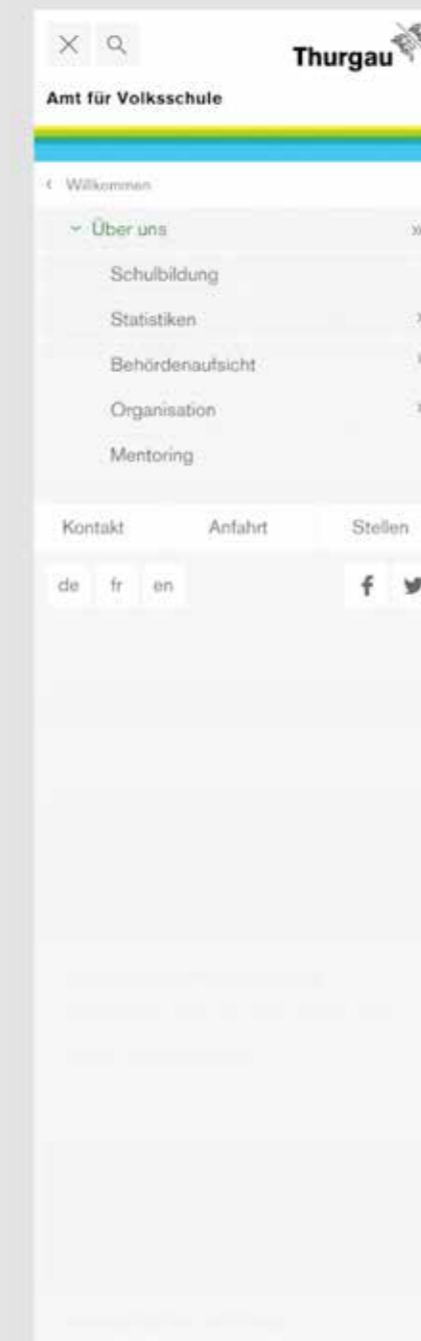 Thurgau
Amt für Volksschule
‹ Willkommen
Über uns »
Schulbildung
Statistiken
Behördenaufsicht
Organisation
Mentoring
Kontakt Anfahrt Stellen
de fr en